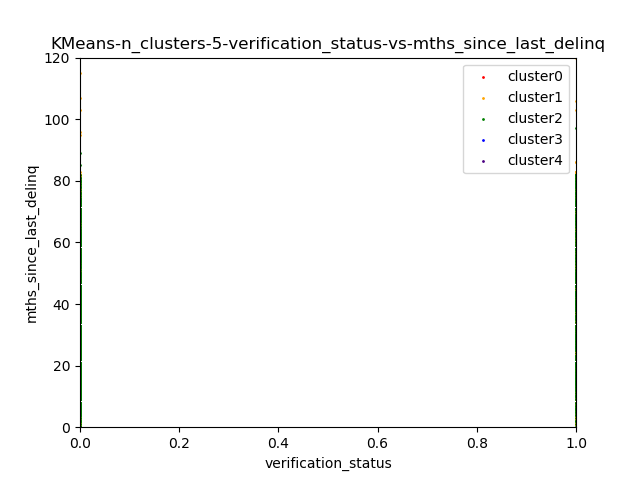 KMeans-n_clusters-5-verification_status-vs-mths_since_last_delinq
120
100
80
60
40
20
0
mths_since_last_delinq
cluster0
cluster1
cluster2
cluster3
cluster4
0.0 0.2 0.4 0.6 0.8 1.0
verification_status